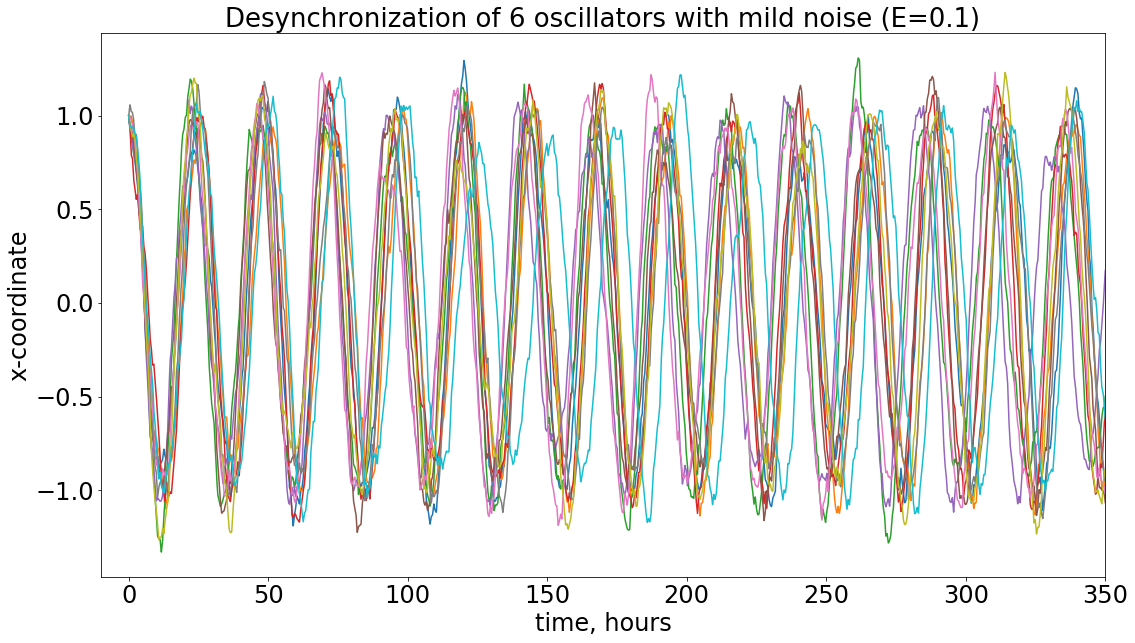 Desynchronization of 6 oscillators with mild noise (E=0.1)
1.0
0.5
0.0
−0.5
−1.0
x-coordinate
0 50 100 150 200 250 300 350
time, hours